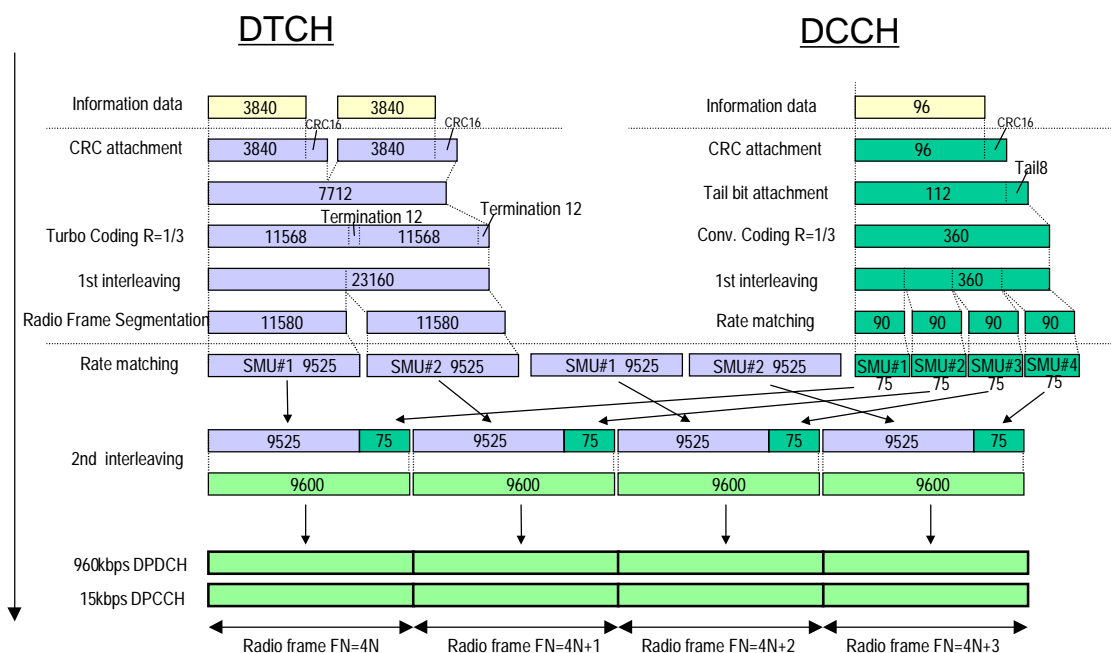 DTCH DCCH
Information data 3840 3840 Information data 96
CRC16 CRC16 CRC16
CRC attachment 3840 3840 CRC attachment 96
Tail8
7712 Tail bit attachment 112
Termination 12 Termination 12
Turbo Coding R=1/3 11568 11568 Conv. Coding R=1/3 360
1st interleaving 23160 1st interleaving 360
Radio Frame Segmentation 11580 11580 Rate matching 90 90 90 90
Rate matching SMU#1 9525 SMU#2 9525 SMU#1 9525 SMU#2 9525 SMU#1 SMU#2 SMU#3 SMU#4
75 75 75 75
9525 75 9525 75 9525 75 9525 75
2nd interleaving
9600 9600 9600 9600
960kbps DPDCH
15kbps DPCCH
Radio frame FN=4N Radio frame FN=4N+1 Radio frame FN=4N+2 Radio frame FN=4N+3